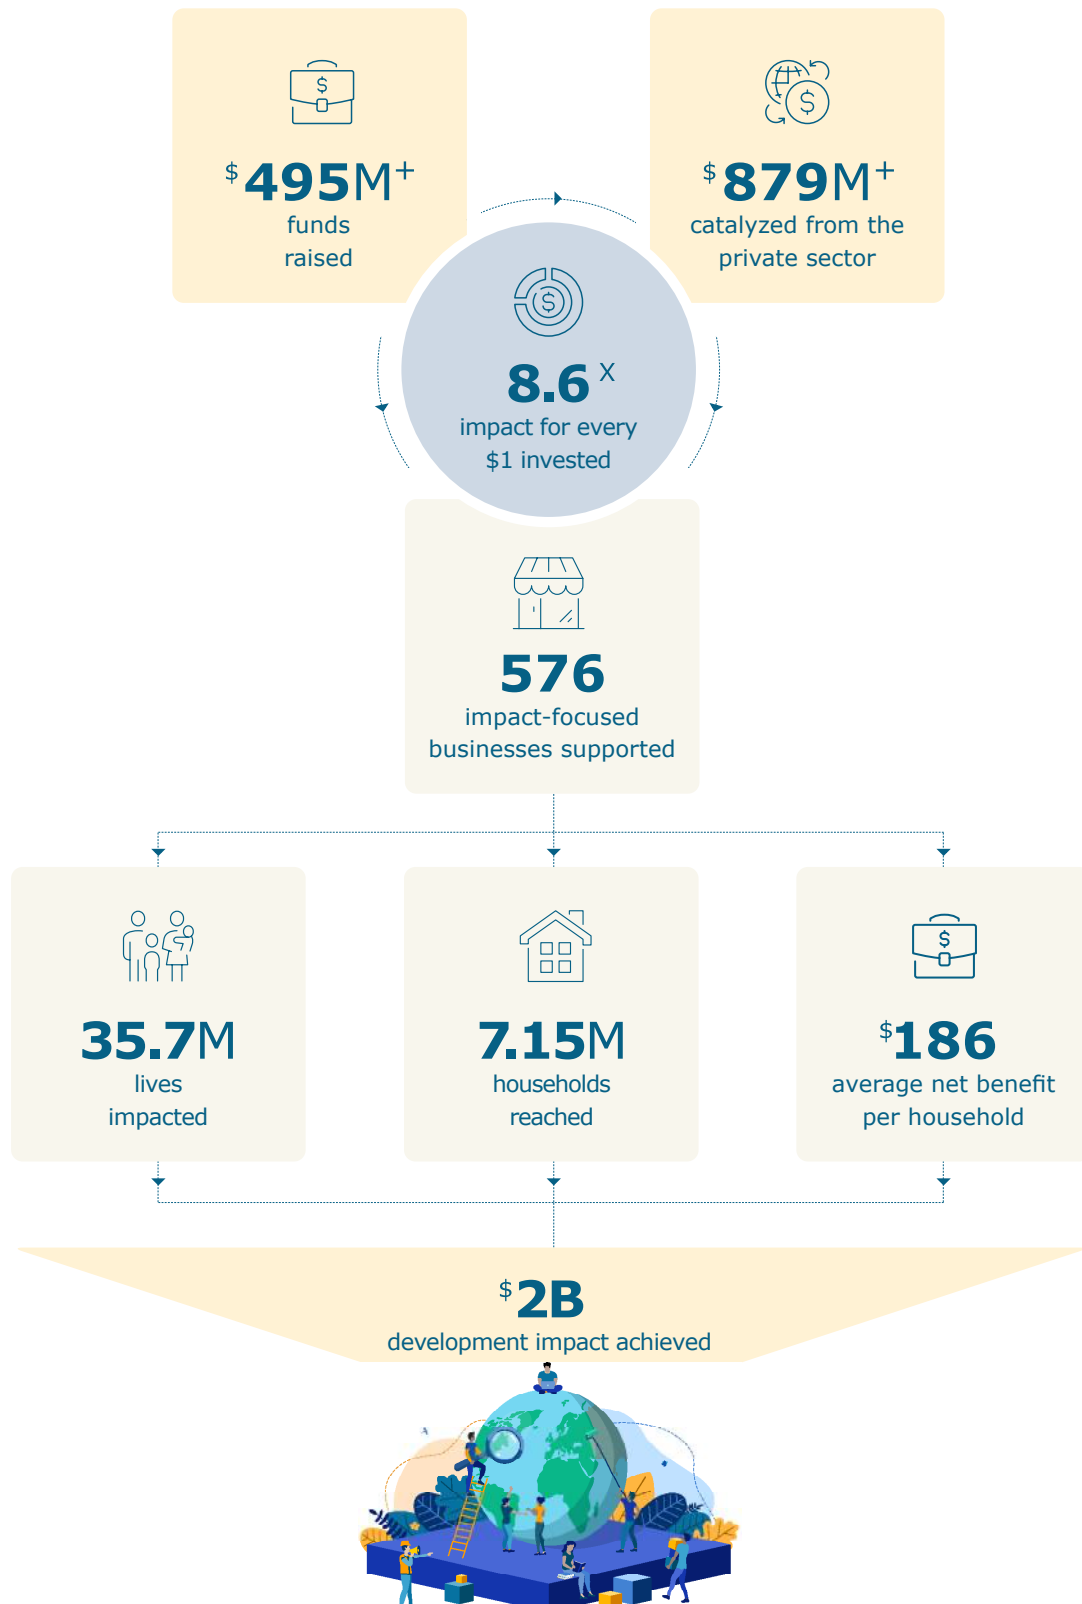 $495M+
funds
raised
$879M+
catalyzed from the
private sector
8.6 X
impact for every
$1 invested
576
impact-focused
businesses supported
35.7M
lives
impacted
7.15M
households
reached
$186
average net benefit
per household
$2B
development impact achieved